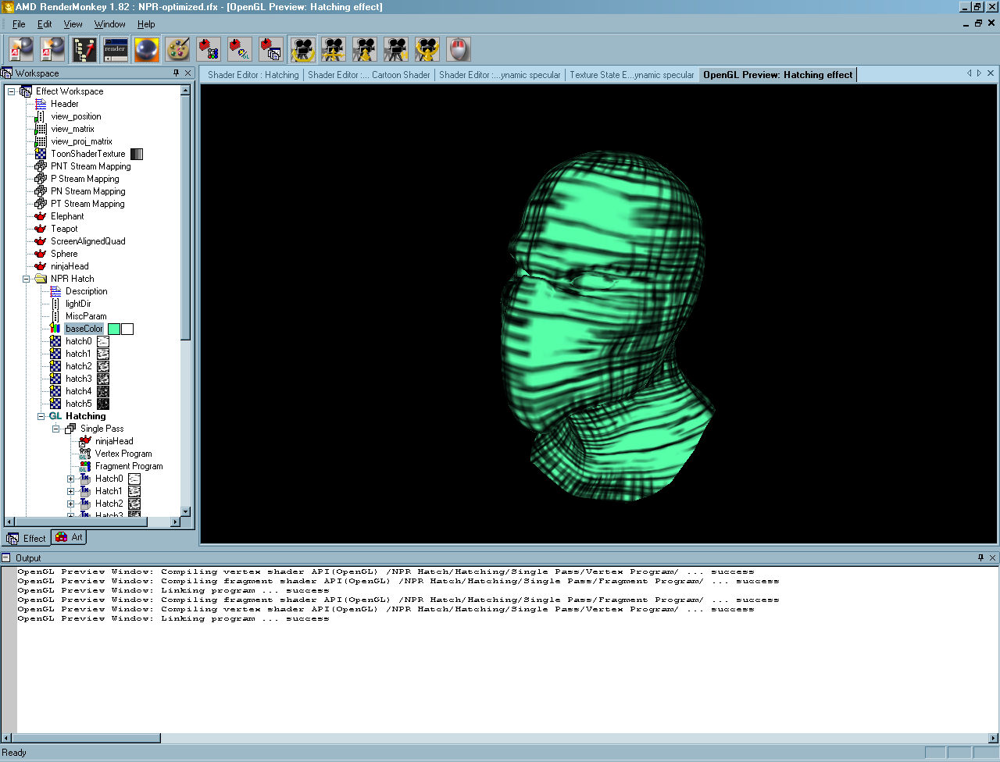 AMD RenderMonkey 1.82 : NPR-optimized.rfx - [OpenGL Preview: Hatching effect]
File Edit View Window Help
render
Workspace
Shader Editor : Hatching
Shader Editor :... Cartoon Shader
Shader Editor :...ynamic specular
Texture State E...ynamic specular
OpenGL Preview: Hatching effect
Effect Workspace
Header
view_position
view_matrix
view_proj_matrix
ToonShaderTexture
PNT Stream Mapping
P Stream Mapping
PN Stream Mapping
PT Stream Mapping
Elephant
Teapot
ScreenAlignedQuad
Sphere
ninjaHead
NPR Hatch
Description
lightDir
MiscParam
baseColor
hatch0
hatch1
hatch2
hatch3
hatch4
hatch5
GL Hatching
Single Pass
ninjaHead
Vertex Program
Fragment Program
Hatch0
Hatch1
Hatch2
Hatch3
Effect
Art
Output
OpenGL Preview Window: Compiling vertex shader API(OpenGL) /NPR Hatch/Hatching/Single Pass/Vertex Program/ ... success
OpenGL Preview Window: Compiling fragment shader API(OpenGL) /NPR Hatch/Hatching/Single Pass/Fragment Program/ ... success
OpenGL Preview Window: Linking program ... success
OpenGL Preview Window: Compiling fragment shader API(OpenGL) /NPR Hatch/Hatching/Single Pass/Fragment Program/ ... success
OpenGL Preview Window: Compiling vertex shader API(OpenGL) /NPR Hatch/Hatching/Single Pass/Vertex Program/ ... success
OpenGL Preview Window: Linking program ... success
Ready